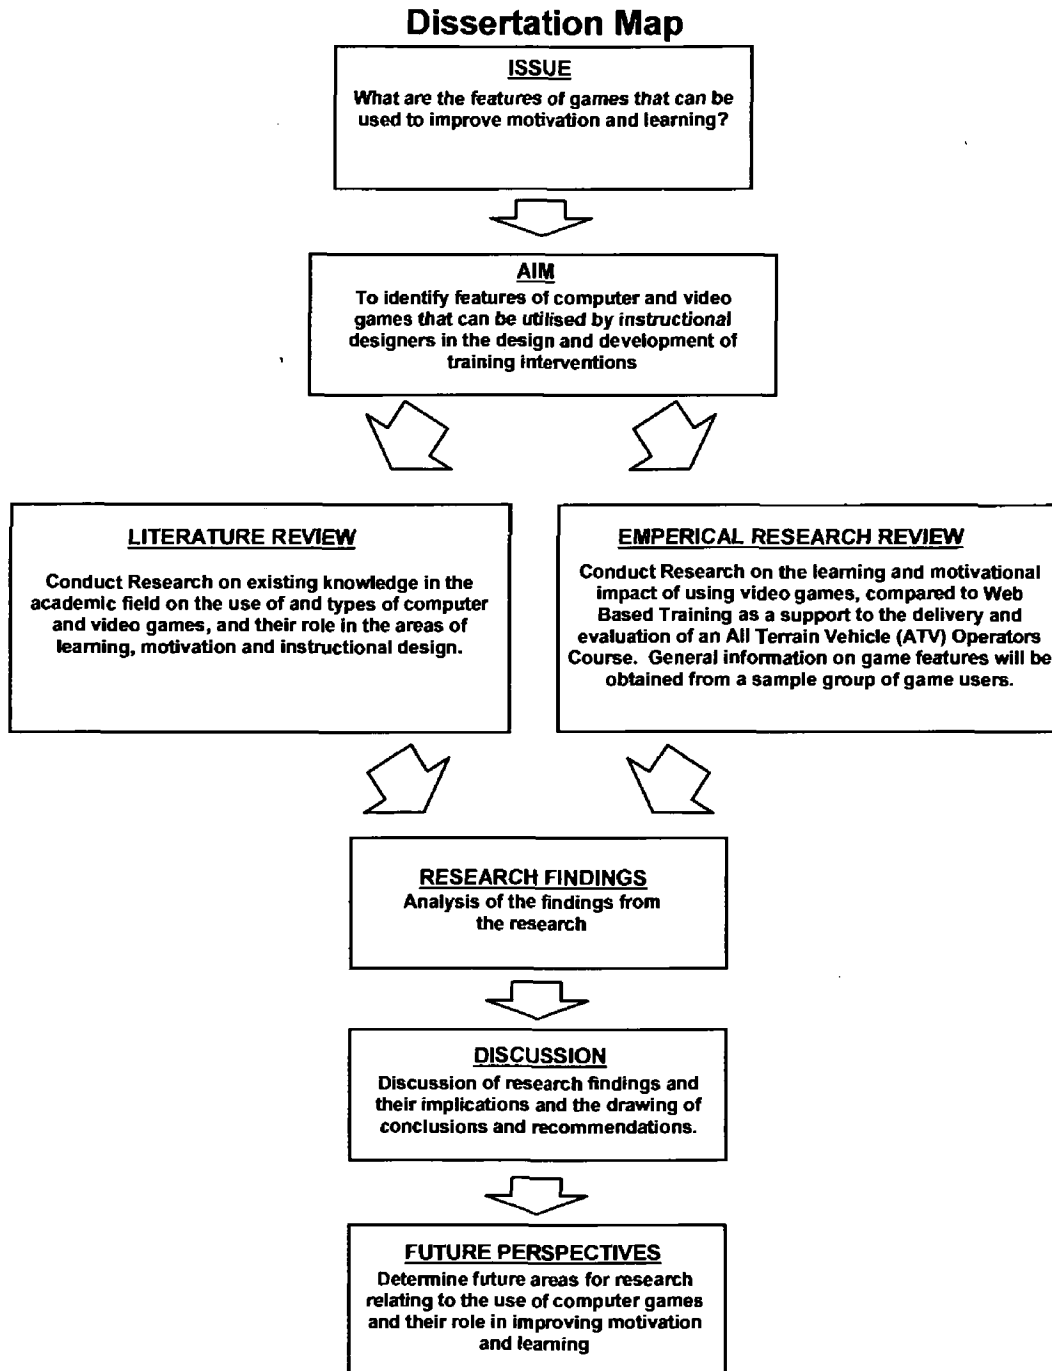 Dissertation Map
ISSUE
What are the features of games that can be
used to improve motivation and learning?
AIM
To identify features of computer and video
games that can be utilised by instructional
designers in the design and development of
training interventions
LITERATURE REVIEW
Conduct Research on existing knowledge in the
academic field on the use of and types of computer
and video games, and their role in the areas of
learning, motivation and instructional design.
EMPERICAL RESEARCH REVIEW
Conduct Research on the learning and motivational
impact of using video games, compared to Web
Based Training as a support to the delivery and
evaluation of an All Terrain Vehicle (ATV) Operators
Course. General information on game features will be
obtained from a sample group of game users.
RESEARCH FINDINGS
Analysis of the findings from
the research
DISCUSSION
Discussion of research findings and
their implications and the drawing of
conclusions and recommendations.
FUTURE PERSPECTIVES
Determine future areas for research
relating to the use of computer games
and their role in improving motivation
and learning